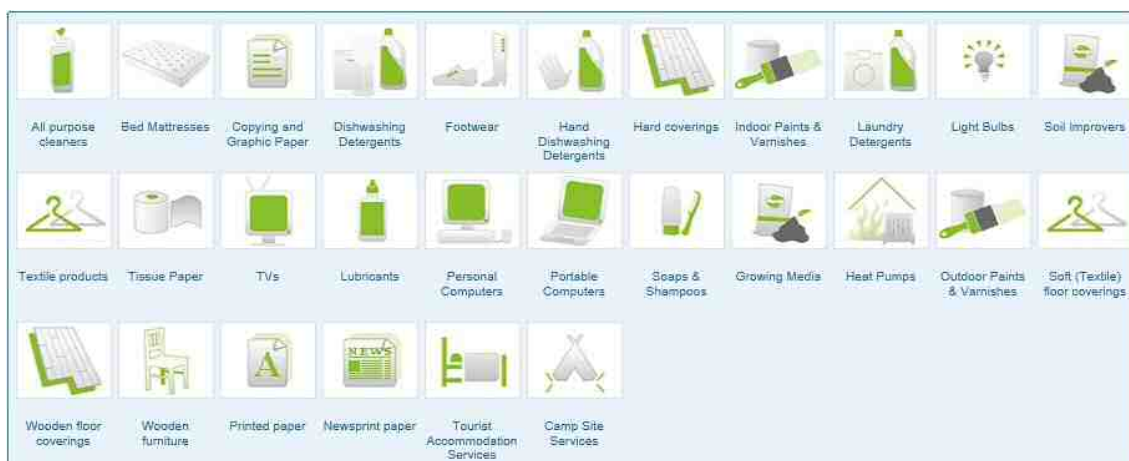 All purpose
cleaners
Bed Mattresses
Copying and
Graphic Paper
Dishwashing
Detergents
Footwear
Hand
Dishwashing
Detergents
Hard coverings
Indoor Paints &
Varnishes
Laundry
Detergents
Light Bulbs
Soil Improvers
Textile products
Tissue Paper
TVs
Lubricants
Personal
Computers
Portable
Computers
Soaps &
Shampoos
Growing Media
Heat Pumps
Outdoor Paints
& Varnishes
Soft (Textile)
floor coverings
A
NEWS
Wooden floor
coverings
Wooden
furniture
Printed paper
Newsprint paper
Tourist
Accommodation
Services
Camp Site
Services